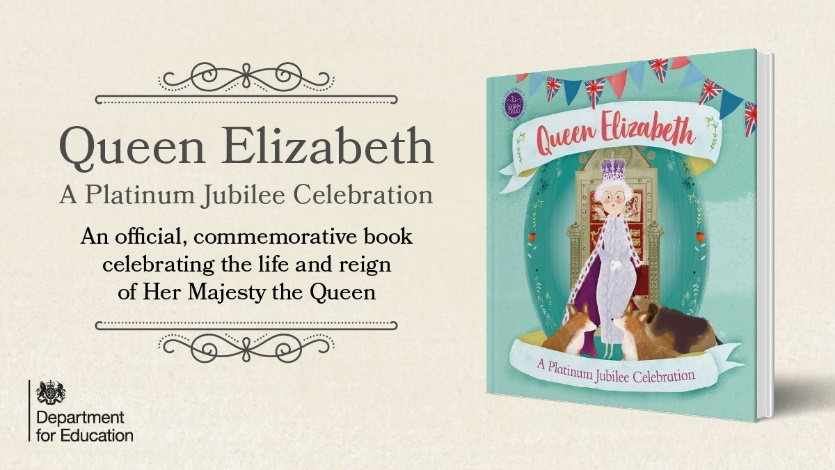 Queen Elizabeth
A Platinum Jubilee Celebration
An official, commemorative book
celebrating the life and reign
of Her Majesty the Queen
Department
for Education
Queen Elizabeth
A Platinum Jubilee Celebration